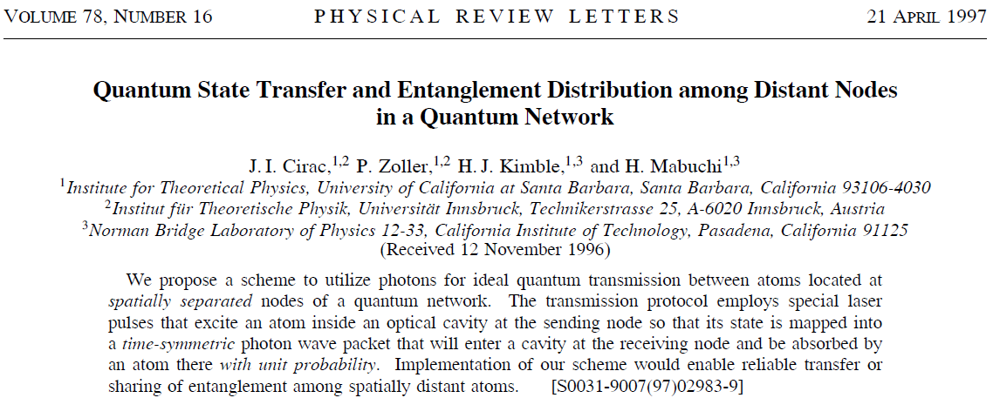 VOLUME 78, NUMBER 16 PHYSICAL REVIEW LETTERS 21 APRIL 1997
Quantum State Transfer and Entanglement Distribution among Distant Nodes
in a Quantum Network
J. I. Cirac,1,2 P. Zoller,1,2 H. J. Kimble,1,3 and H. Mabuchi1,3
1Institute for Theoretical Physics, University of California at Santa Barbara, Santa Barbara, California 93106-4030
2Institut für Theoretische Physik, Universität Innsbruck, Technikerstrasse 25, A-6020 Innsbruck, Austria
3Norman Bridge Laboratory of Physics 12-33, California Institute of Technology, Pasadena, California 91125
(Received 12 November 1996)
We propose a scheme to utilize photons for ideal quantum transmission between atoms located at
spatially separated nodes of a quantum network. The transmission protocol employs special laser
pulses that excite an atom inside an optical cavity at the sending node so that its state is mapped into
a time-symmetric photon wave packet that will enter a cavity at the receiving node and be absorbed by
an atom there with unit probability. Implementation of our scheme would enable reliable transfer or
sharing of entanglement among spatially distant atoms. [S0031-9007(97)02983-9]